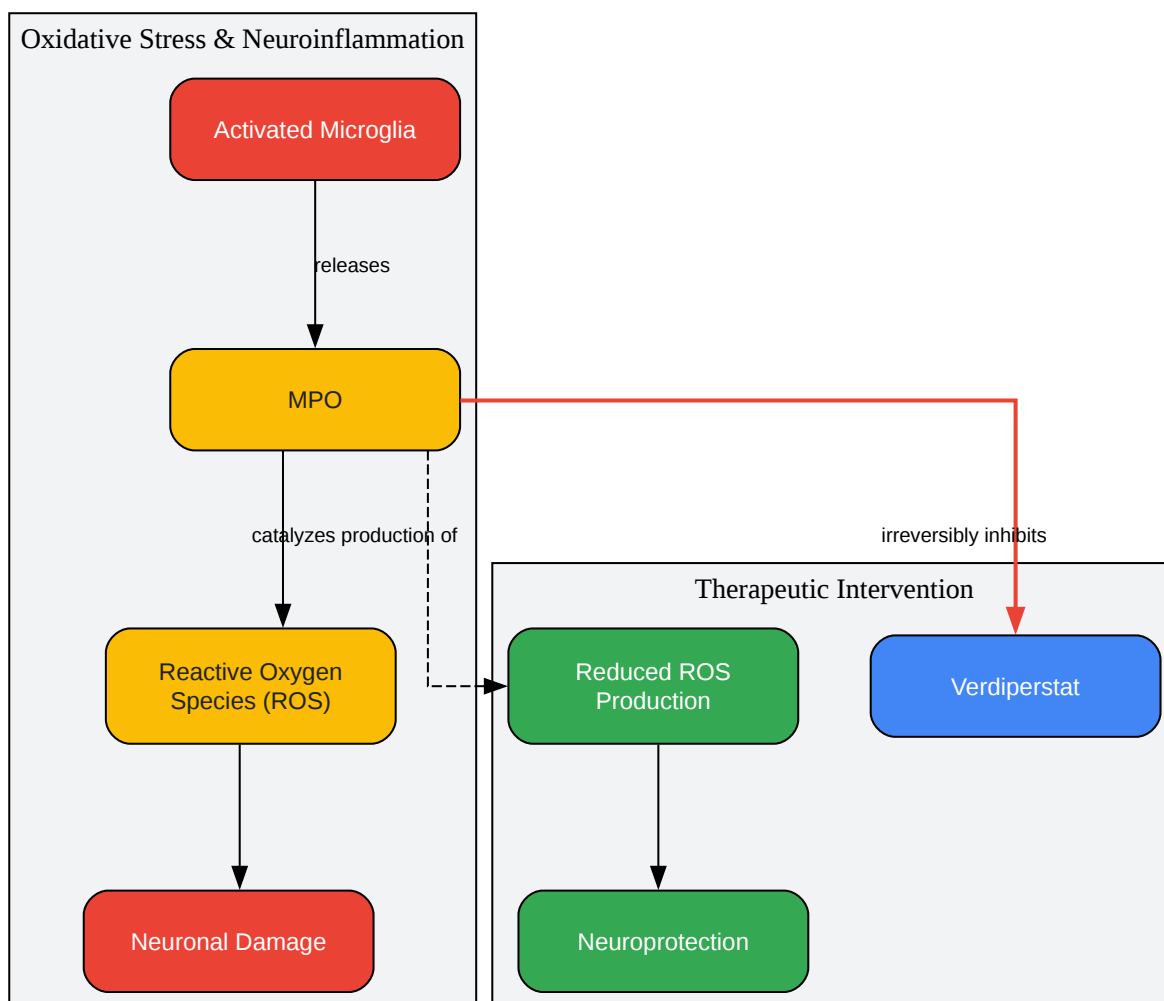 Oxidative Stress & Neuroinflammation
Activated Microglia
releases
MPO
catalyzes production of
irreversibly inhibits
Therapeutic Intervention
Reactive Oxygen
Species (ROS)
Reduced ROS
Production
Verdiperstat
Neuronal Damage
Neuroprotection